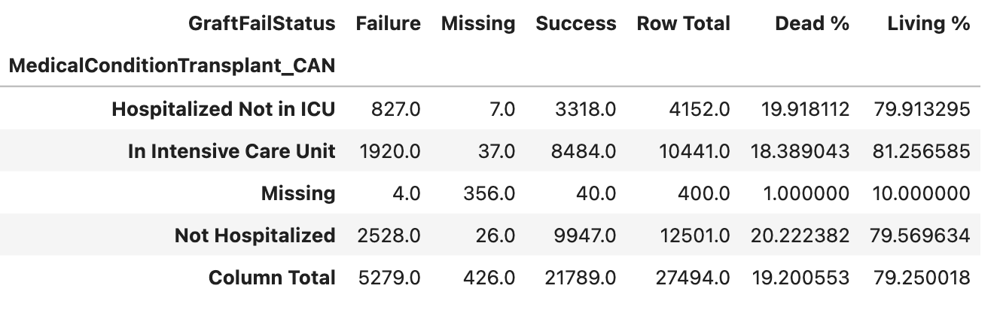 GraftFailStatus Failure Missing Success Row Total Dead % Living %
MedicalConditionTransplant_CAN
Hospitalized Not in ICU 827.0 7.0 3318.0 4152.0 19.918112 79.913295
In Intensive Care Unit 1920.0 37.0 8484.0 10441.0 18.389043 81.256585
Missing 4.0 356.0 40.0 400.0 1.000000 10.000000
Not Hospitalized 2528.0 26.0 9947.0 12501.0 20.222382 79.569634
Column Total 5279.0 426.0 21789.0 27494.0 19.200553 79.250018